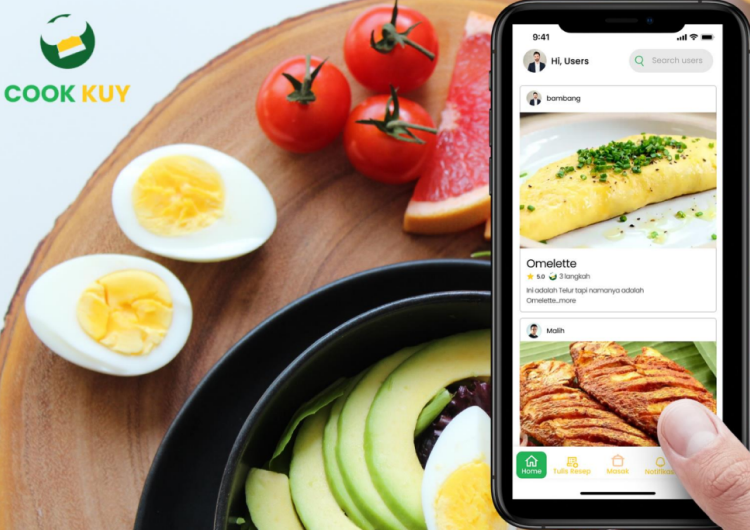 COOK KUY
9:41
Hi, Users
Search users
bambang
Omelette
5.0 3 langkah
Ini adalah Telur tapi namanya adalah
Omelette...more
Malih
Home Tulis Resep Masak Notifika